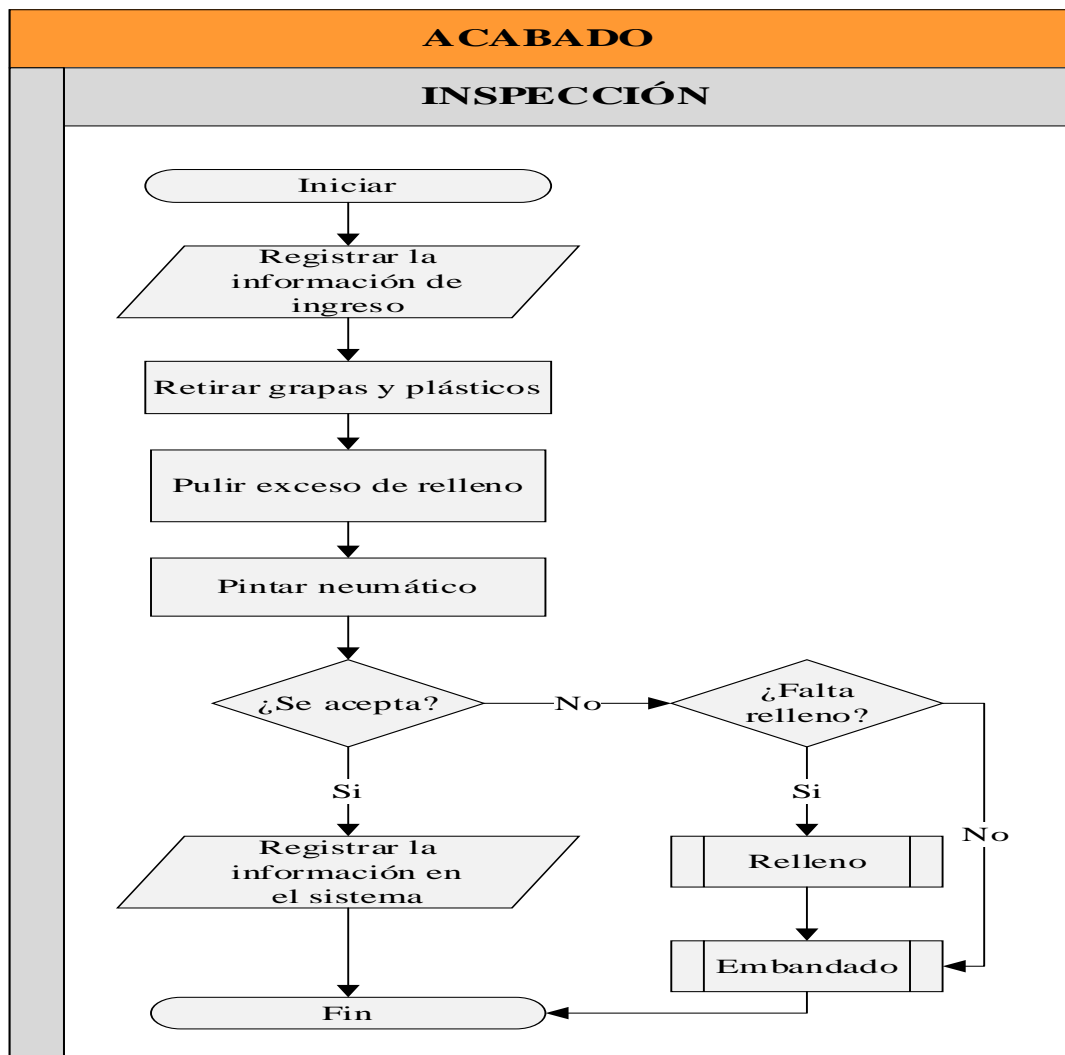 ACABADO
INSPECCIÓN
Iniciar
Registrar la
información de
ingreso
Retirar grapas y plásticos
Pulir exceso de relleno
Pintar neumático
¿Se acepta?
No
¿Falta
relleno?
Si
Si
No
Registrar la
información en
el sistema
Relleno
Embandado
Fin